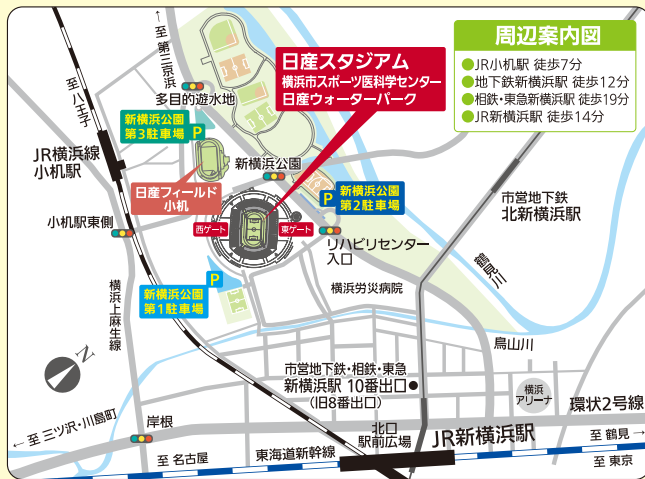 周辺案内図
●JR小机駅 徒歩7分
●地下鉄新横浜駅 徒歩12分
●相鉄・東急新横浜駅 徒歩19分
●JR新横浜駅 徒歩14分
日産スタジアム
横浜市スポーツ医科学センター
日産ウォーターパーク
← 至 第三京浜
← 至 八王子
多目的遊水地
新横浜公園
第3駐車場
P
JR横浜線
小机駅
日産フィールド
小机
新横浜公園
P
新横浜公園
第2駐車場
市営地下鉄
北新横浜駅
小机駅東側
西ゲート
東ゲート
リハビリセンター
入口
鶴見川
P
新横浜公園
第1駐車場
横浜労災病院
横浜上麻生線
鳥山川
N
市営地下鉄・相鉄・東急
新横浜駅 10番出口●
(旧8番出口)
横浜
アリーナ
環状2号線
← 至 三ツ沢・川島町
岸根
北口
駅前広場
JR新横浜駅
至 鶴見 →
至 名古屋
東海道新幹線
至 東京